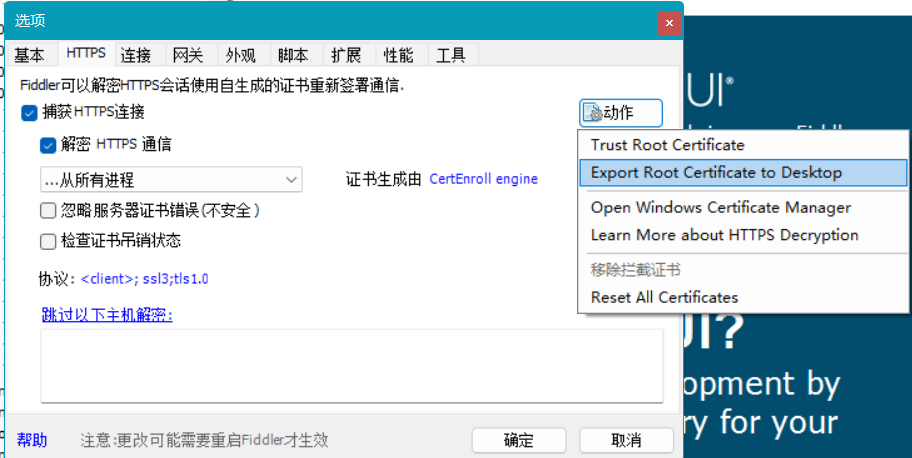 选项
基本 HTTPS 连接 网关 外观 脚本 扩展 性能 工具
Fiddler可以解密HTTPS会话使用自生成的证书重新签署通信.
捕获HTTPS连接
动作
解密 HTTPS 通信
Trust Root Certificate
...从所有进程
证书生成由 CertEnroll engine
Export Root Certificate to Desktop
忽略服务器证书错误(不安全)
Open Windows Certificate Manager
检查证书吊销状态
Learn More about HTTPS Decryption
协议: <client>; ssl3;tls1.0
移除拦截证书
Reset All Certificates
跳过以下主机解密:
帮助
注意:更改可能需要重启Fiddler才生效
确定
取消
UI®
UI?
opment by
ry for your